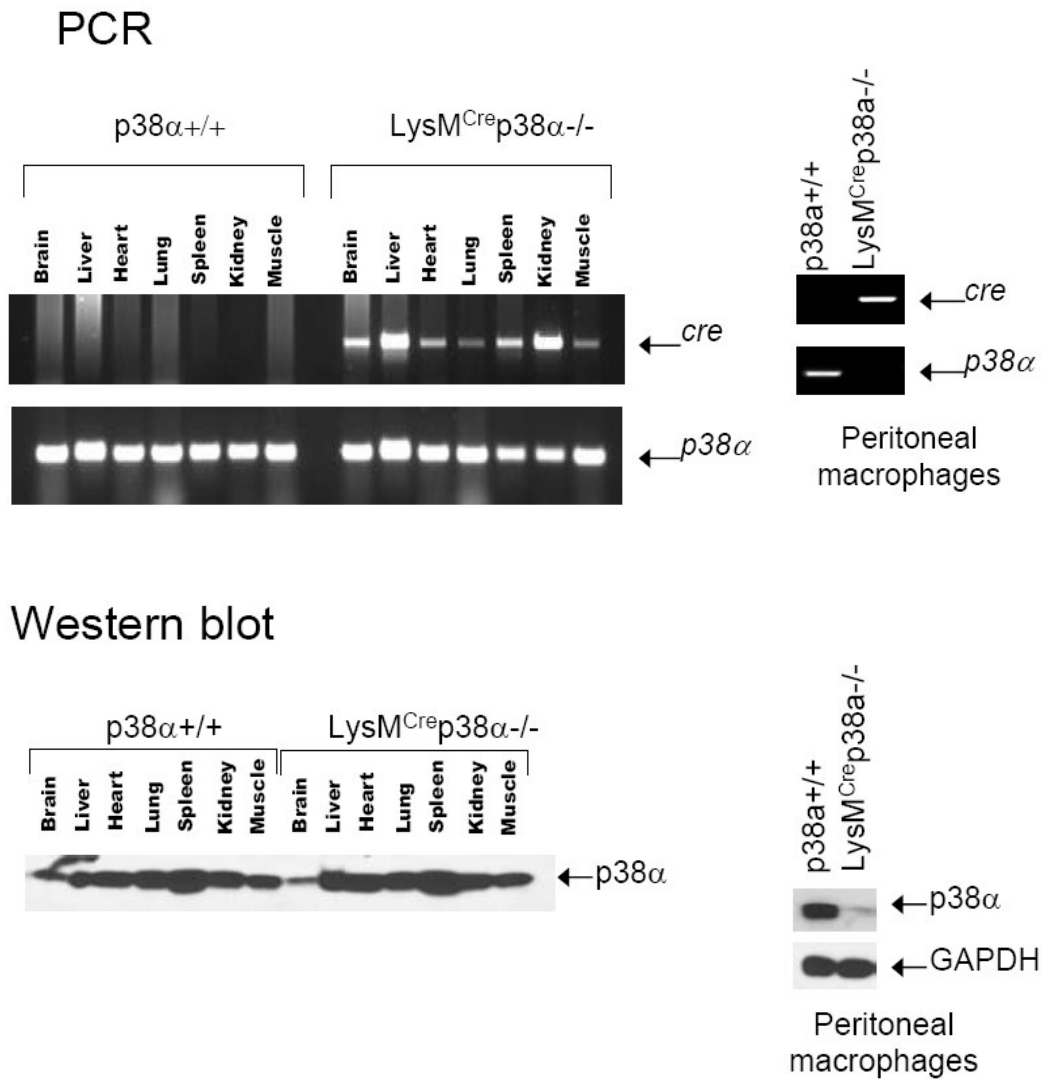 PCR
p38α+/+
LysMCrep38α-/-
Brain
Liver
Heart
Lung
Spleen
Kidney
Muscle
Brain
Liver
Heart
Lung
Spleen
Kidney
Muscle
cre
p38α
p38a+/+
LysMCrep38a-/-
cre
p38α
Peritoneal
macrophages
Western blot
p38α+/+
LysMCrep38α-/-
Brain
Liver
Heart
Lung
Spleen
Kidney
Muscle
Brain
Liver
Heart
Lung
Spleen
Kidney
Muscle
p38α
p38a+/+
LysMCrep38a-/-
p38α
GAPDH
Peritoneal
macrophages